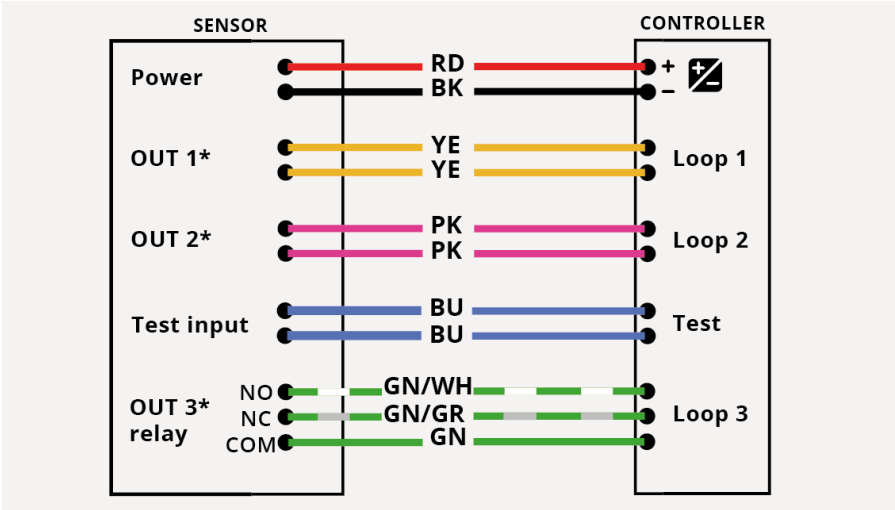 SENSOR
CONTROLLER
Power
RD
+
BK
−
OUT 1*
YE
YE
Loop 1
OUT 2*
PK
PK
Loop 2
Test input
BU
BU
Test
OUT 3*
relay
NO
GN/WH
NC
GN/GR
COM
GN
Loop 3